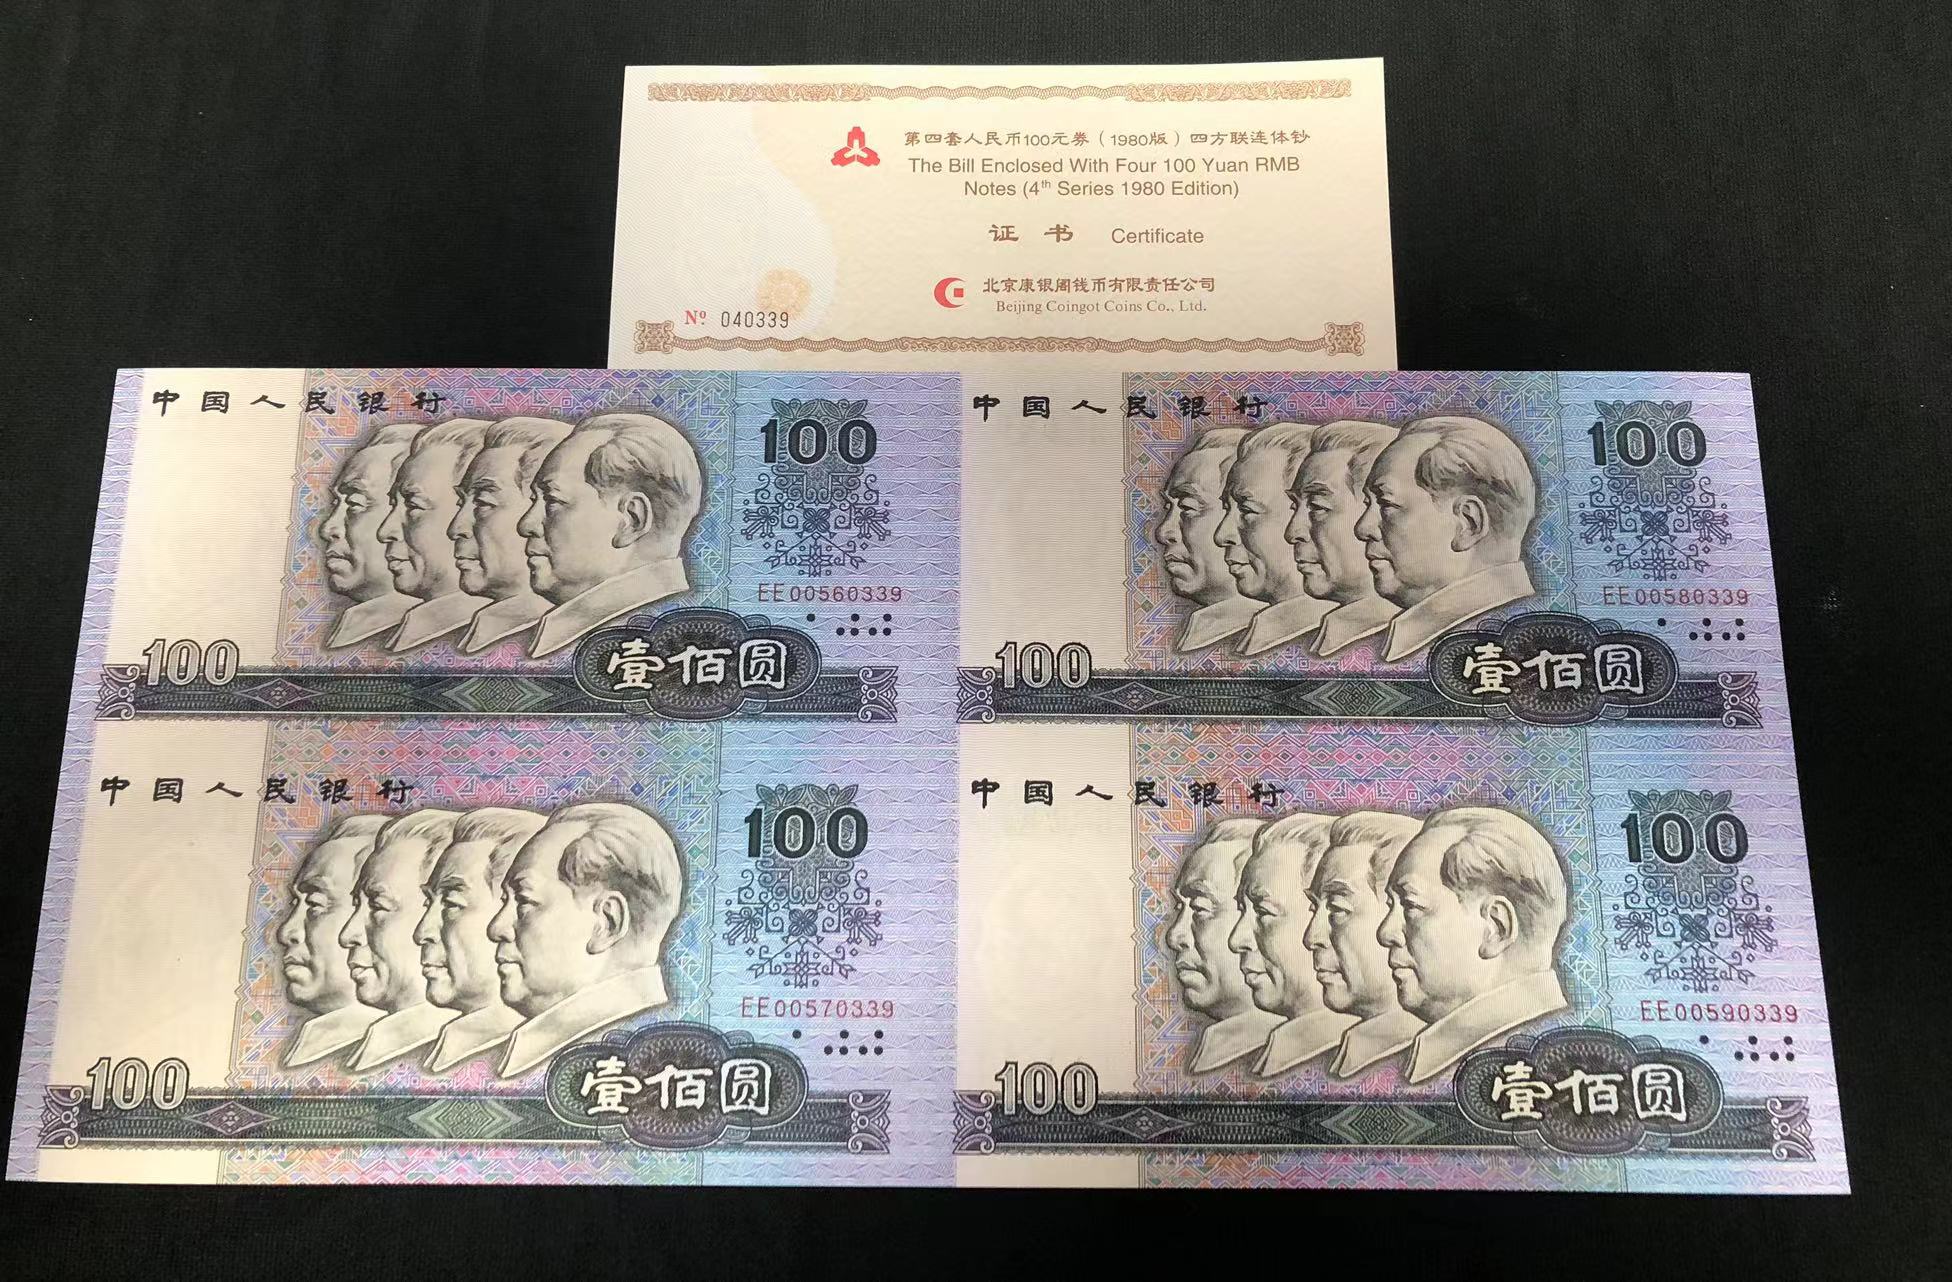 第四套人民币100元券（1980版）四方联连体钞
The Bill Enclosed With Four 100 Yuan RMB
Notes (4th Series 1980 Edition)
证书 Certificate
北京康银阁钱币有限责任公司
Beijing Coingot Coins Co., Ltd.
Nº 040339
中国人民银行
100
EE00560339
100
壹佰圆
中国人民银行
100
EE00580339
100
壹佰圆
中国人民银行
100
EE00570339
100
壹佰圆
中国人民银行
100
EE00590339
100
壹佰圆